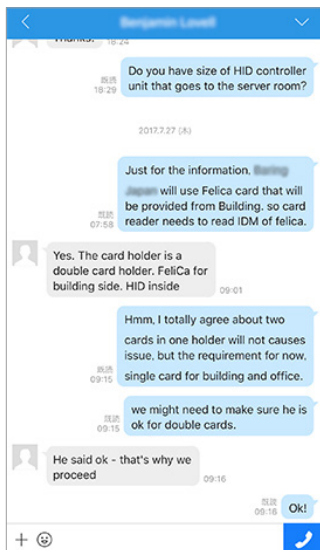 18:24
Do you have size of HID controller
unit that goes to the server room?
既読
18:29
2017.7.27 (木)
Just for the information,
will use Felica card that will
be provided from Building. so card
reader needs to read IDM of felica.
既読
07:58
Yes. The card holder is a
double card holder. FeliCa for
building side. HID inside
09:01
Hmm, I totally agree about two
cards in one holder will not causes
issue, but the requirement for now,
single card for building and office.
既読
09:15
we might need to make sure he is
ok for double cards.
既読
09:15
He said ok - that's why we
proceed
09:16
Ok!
既読
09:16